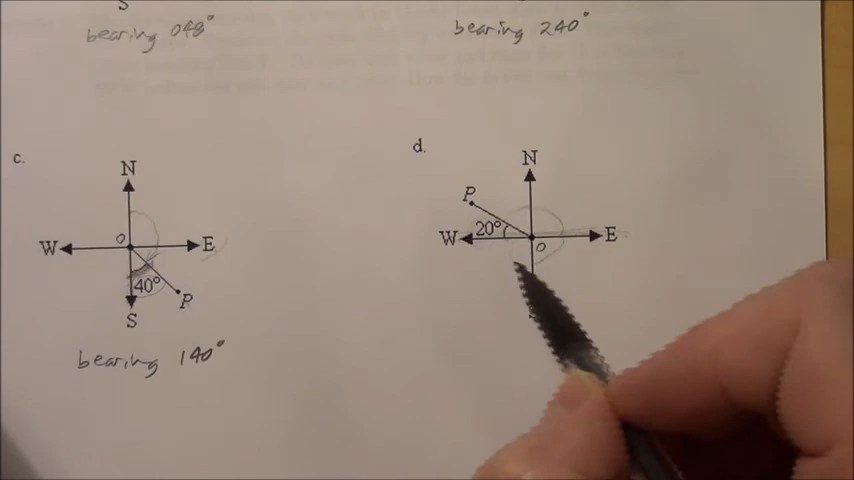 S
bearing 048°
bearing 240°
c.
N
W
O
E
40°
P
S
bearing 140°
d.
N
P
20°
W
O
E